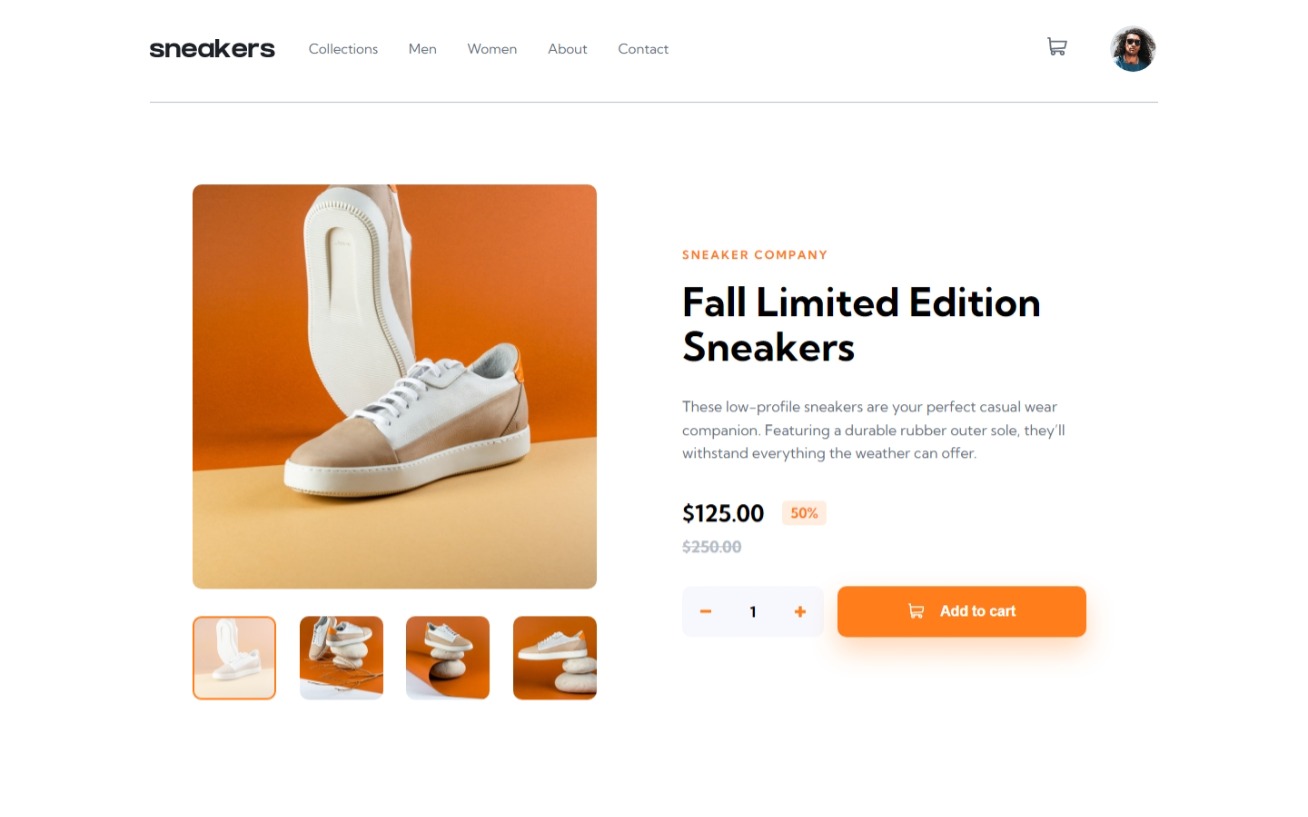 sneakers Collections Men Women About Contact
SNEAKER COMPANY
Fall Limited Edition
Sneakers
These low-profile sneakers are your perfect casual wear
companion. Featuring a durable rubber outer sole, they'll
withstand everything the weather can offer.
$125.00 50%
$250.00
− 1 + Add to cart